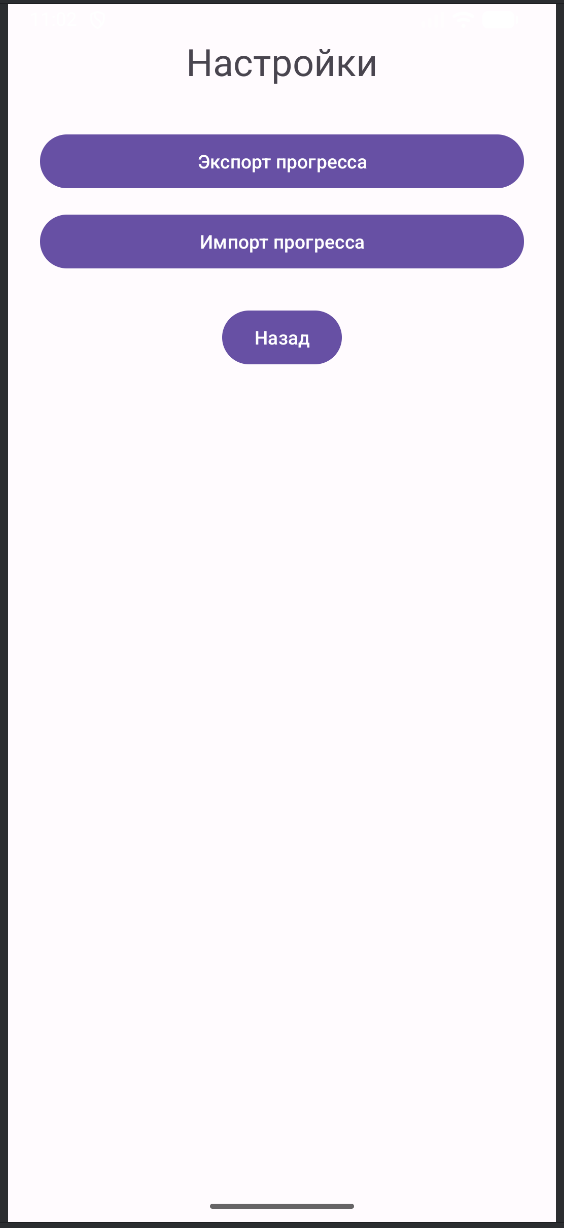 Настройки
Экспорт прогресса
Импорт прогресса
Назад